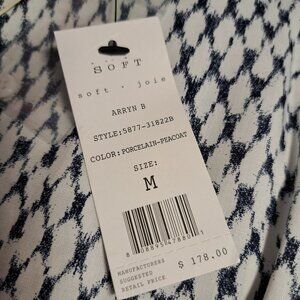 SOFT
soft · joie
ARRYN B
STYLE:5877-31822B
COLOR:PORCELAIN-PEACOAT
SIZE:
M
MANUFACTURERS
SUGGESTED
RETAIL PRICE
$ 178.00